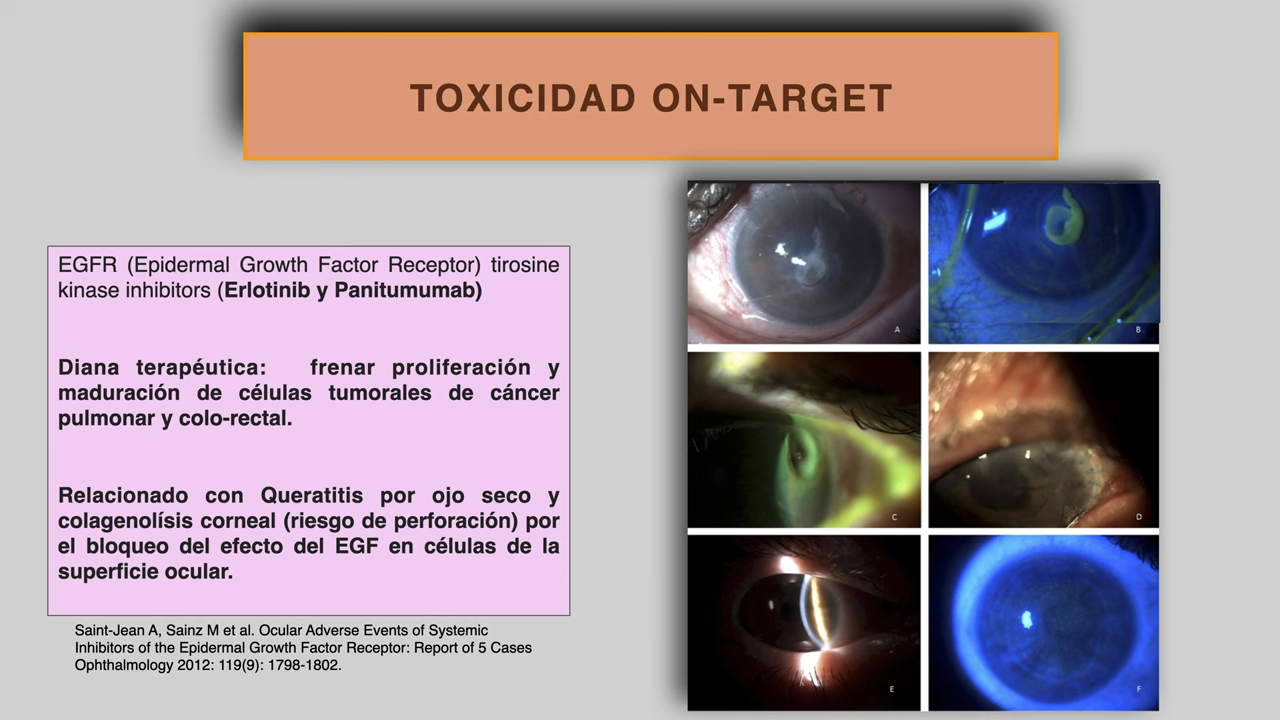 TOXICIDAD ON-TARGET
EGFR (Epidermal Growth Factor Receptor) tirosine
kinase inhibitors (Erlotinib y Panitumumab)
Diana terapéutica: frenar proliferación y
maduración de células tumorales de cáncer
pulmonar y colo-rectal.
Relacionado con Queratitis por ojo seco y
colagenolísis corneal (riesgo de perforación) por
el bloqueo del efecto del EGF en células de la
superficie ocular.
Saint-Jean A, Sainz M et al. Ocular Adverse Events of Systemic
Inhibitors of the Epidermal Growth Factor Receptor: Report of 5 Cases
Ophthalmology 2012: 119(9): 1798-1802.
A
B
C
D
E
F